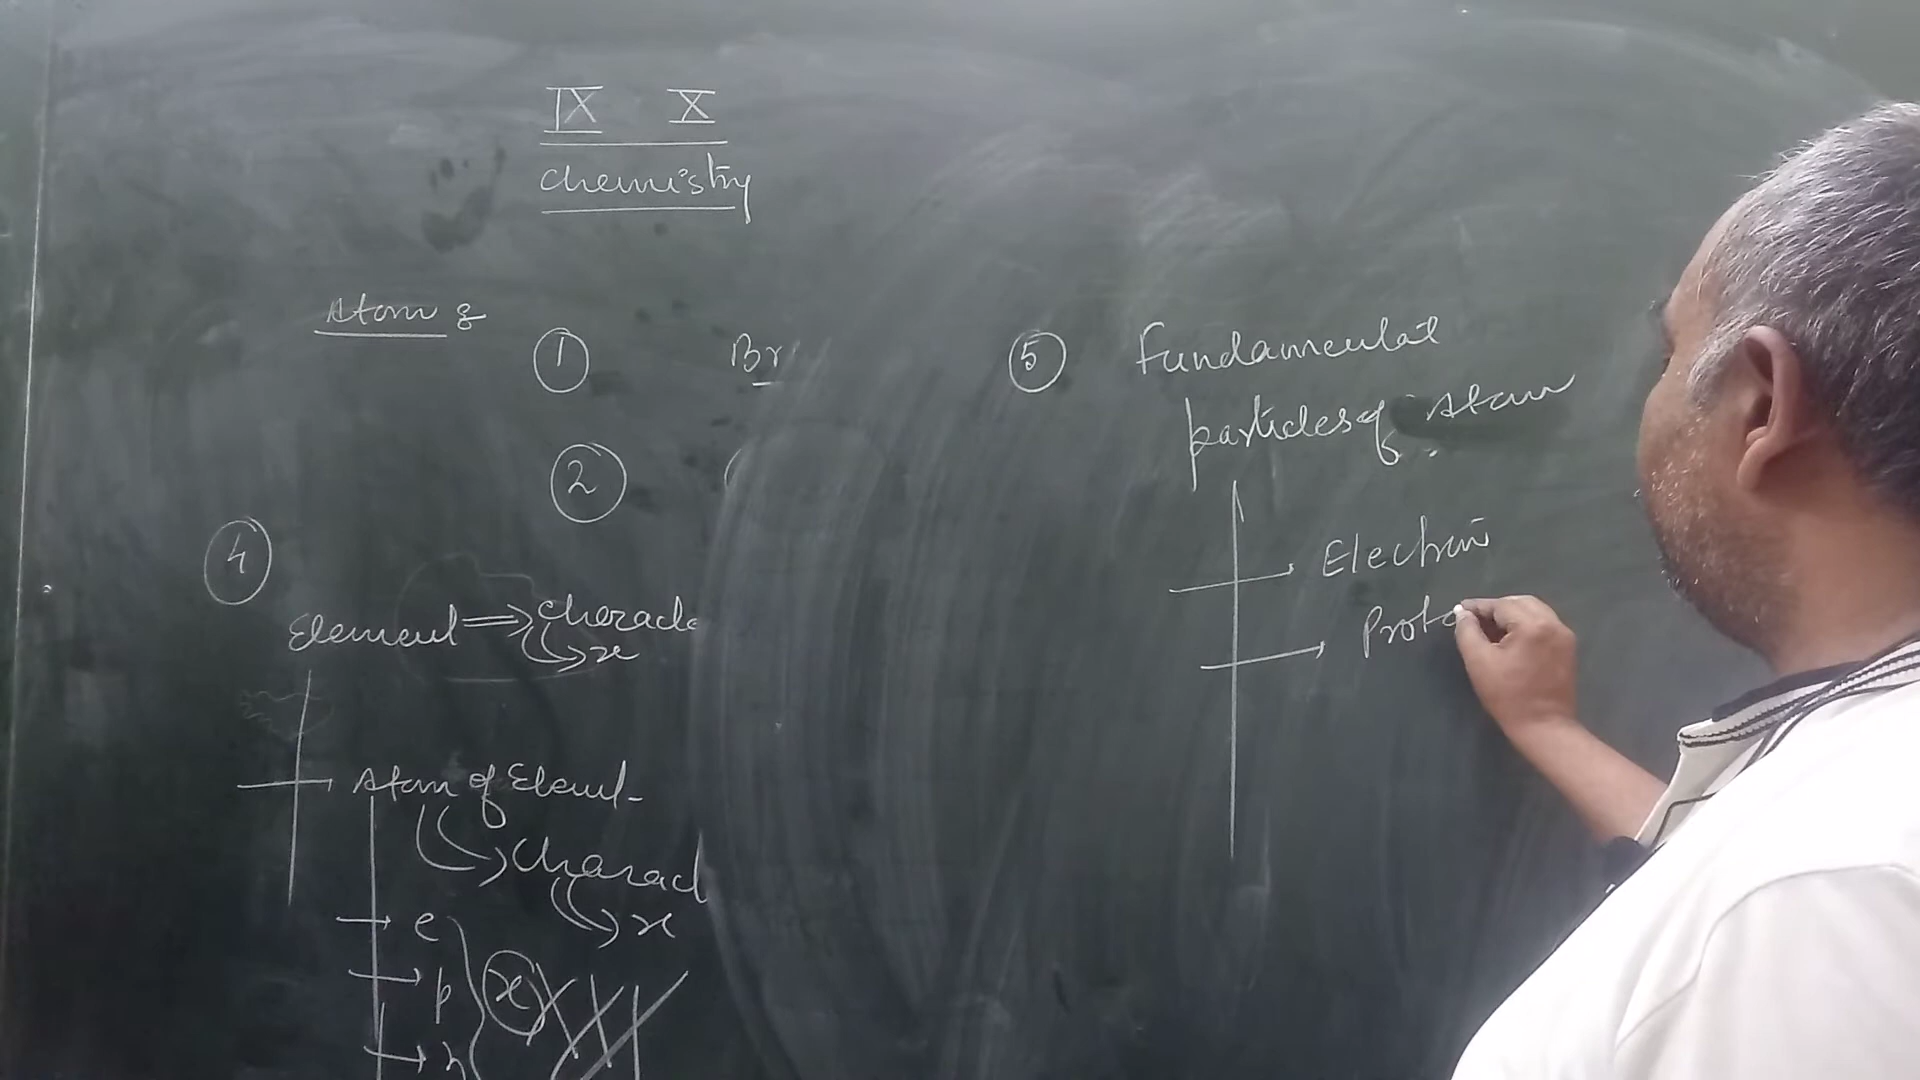 IX X
chemistry
Atom :
① Br
②
④
Element ⇒ charac
x
Atom of Element
charact
x
e
p
n
x
⑤ Fundamental
particles of Atom
Electron
Proto